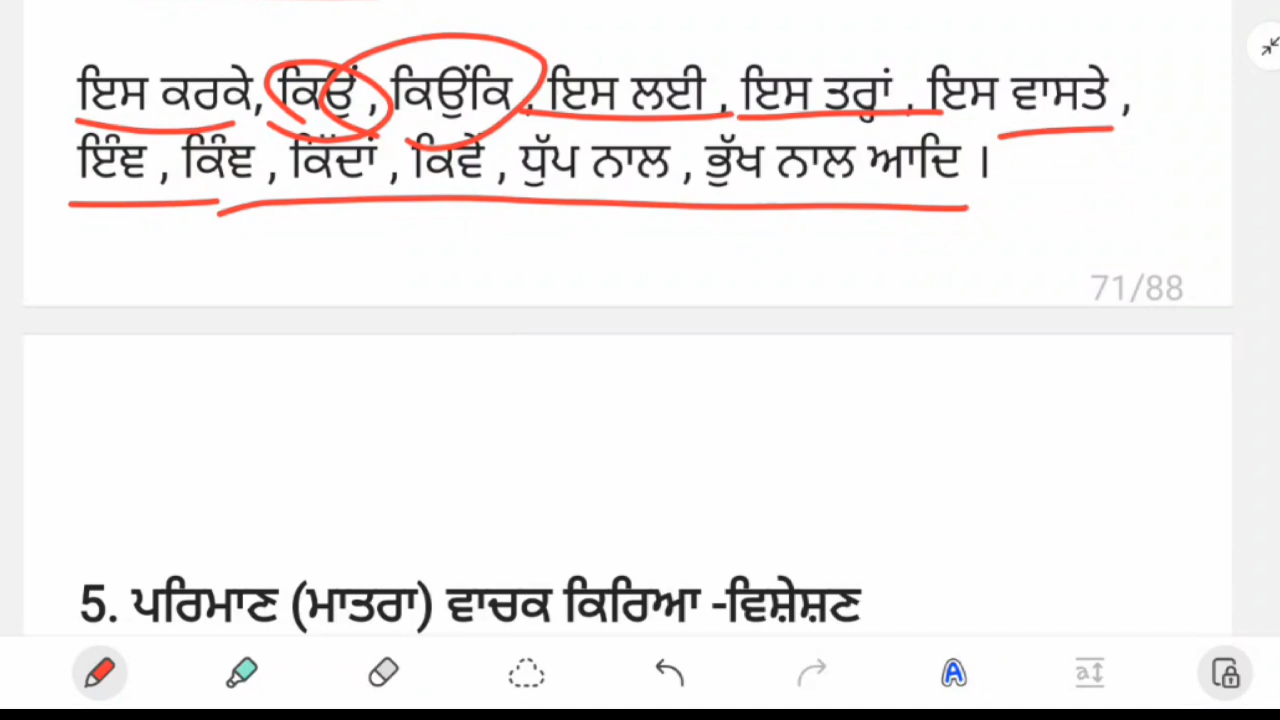 ਇਸ ਕਰਕੇ, ਕਿਉਂ , ਕਿਉਂਕਿ , ਇਸ ਲਈ , ਇਸ ਤਰ੍ਹਾਂ , ਇਸ ਵਾਸਤੇ ,
ਇੰਞ , ਕਿੰਞ , ਕਿੱਦਾਂ , ਕਿਵੇਂ , ਧੁੱਪ ਨਾਲ , ਭੁੱਖ ਨਾਲ ਆਦਿ ।
71/88
5. ਪਰਿਮਾਣ (ਮਾਤਰਾ) ਵਾਚਕ ਕਿਰਿਆ -ਵਿਸ਼ੇਸ਼ਣ